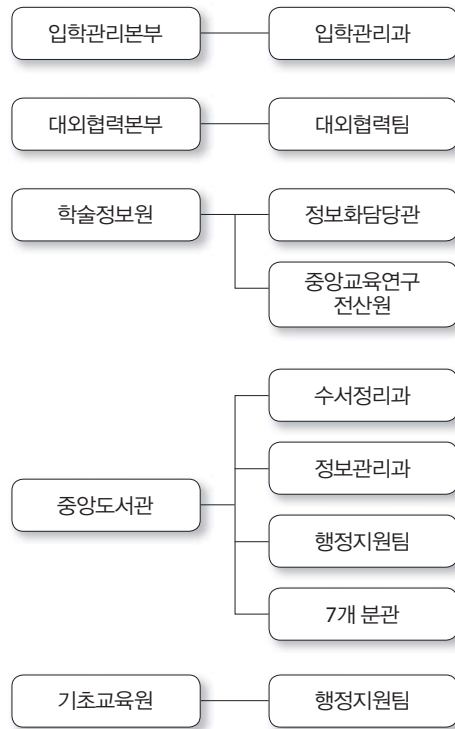 입학관리본부
입학관리과
대외협력본부
대외협력팀
학술정보원
정보화담당관
중앙교육연구
전산원
중앙도서관
수서정리과
정보관리과
행정지원팀
7개 분관
기초교육원
행정지원팀